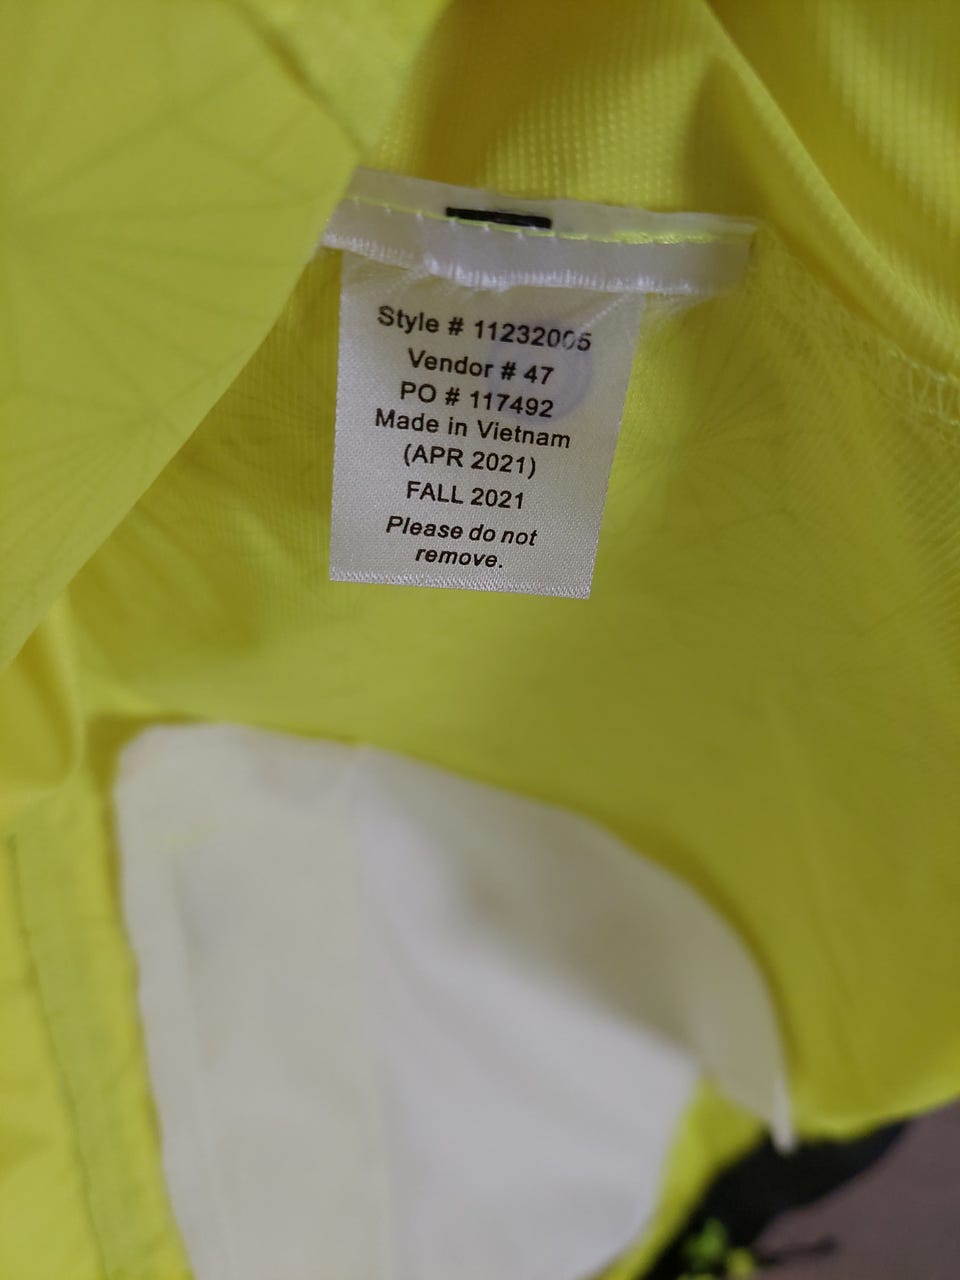 Style # 11232005
Vendor # 47
PO # 117492
Made in Vietnam
(APR 2021)
FALL 2021
Please do not
remove.